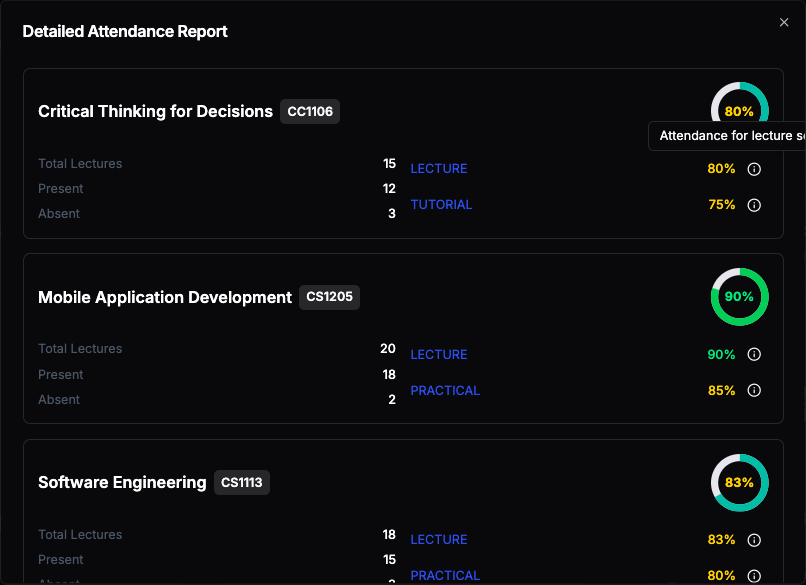 Detailed Attendance Report
Critical Thinking for Decisions CC1106
80%
Attendance for lecture se
Total Lectures 15
Present 12
Absent 3
LECTURE 80%
TUTORIAL 75%
Mobile Application Development CS1205
90%
Total Lectures 20
Present 18
Absent 2
LECTURE 90%
PRACTICAL 85%
Software Engineering CS1113
83%
Total Lectures 18
Present 15
LECTURE 83%
PRACTICAL 80%